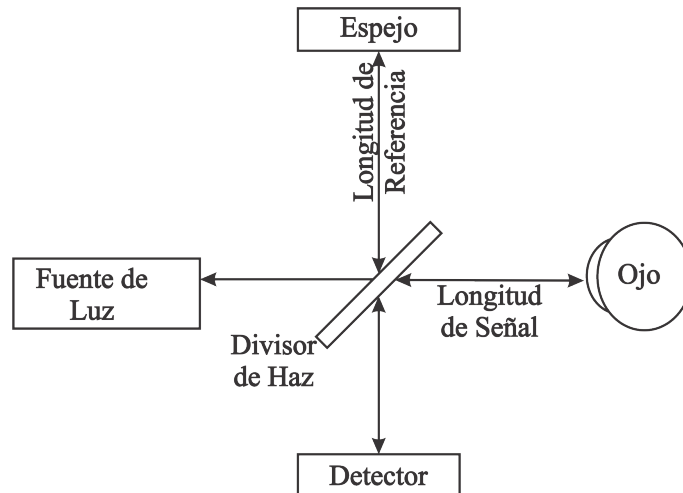 Espejo
Longitud de
Referencia
Fuente de
Luz
Ojo
Longitud
de Señal
Divisor
de Haz
Detector